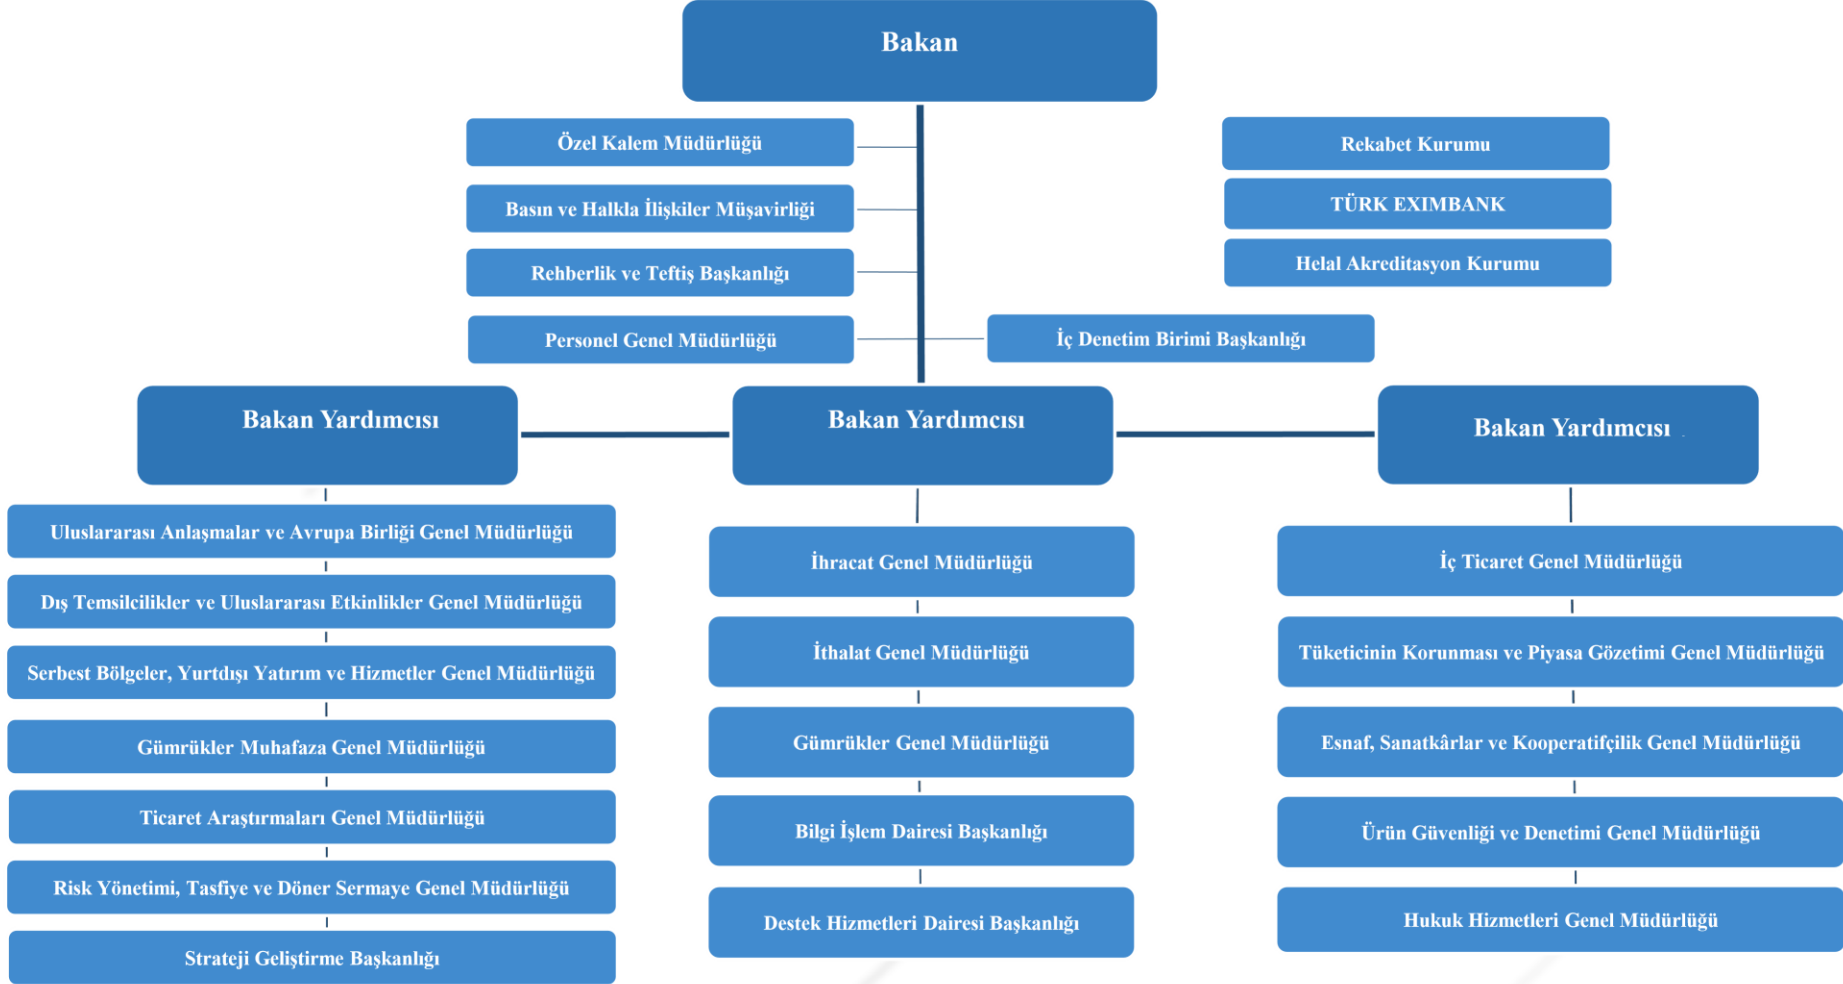 Bakan
Özel Kalem Müdürlüğü
Basın ve Halkla İlişkiler Müşavirliği
Rehberlik ve Teftiş Başkanlığı
Personel Genel Müdürlüğü
Rekabet Kurumu
TÜRK EXIMBANK
Helal Akreditasyon Kurumu
İç Denetim Birimi Başkanlığı
Bakan Yardımcısı
Uluslararası Anlaşmalar ve Avrupa Birliği Genel Müdürlüğü
Dış Temsilcilikler ve Uluslararası Etkinlikler Genel Müdürlüğü
Serbest Bölgeler, Yurtdışı Yatırım ve Hizmetler Genel Müdürlüğü
Gümrükler Muhafaza Genel Müdürlüğü
Ticaret Araştırmaları Genel Müdürlüğü
Risk Yönetimi, Tasfiye ve Döner Sermaye Genel Müdürlüğü
Strateji Geliştirme Başkanlığı
Bakan Yardımcısı
İhracat Genel Müdürlüğü
İthalat Genel Müdürlüğü
Gümrükler Genel Müdürlüğü
Bilgi İşlem Dairesi Başkanlığı
Destek Hizmetleri Dairesi Başkanlığı
Bakan Yardımcısı
İç Ticaret Genel Müdürlüğü
Tüketicinin Korunması ve Piyasa Gözetimi Genel Müdürlüğü
Esnaf, Sanatkârlar ve Kooperatifçilik Genel Müdürlüğü
Ürün Güvenliği ve Denetimi Genel Müdürlüğü
Hukuk Hizmetleri Genel Müdürlüğü